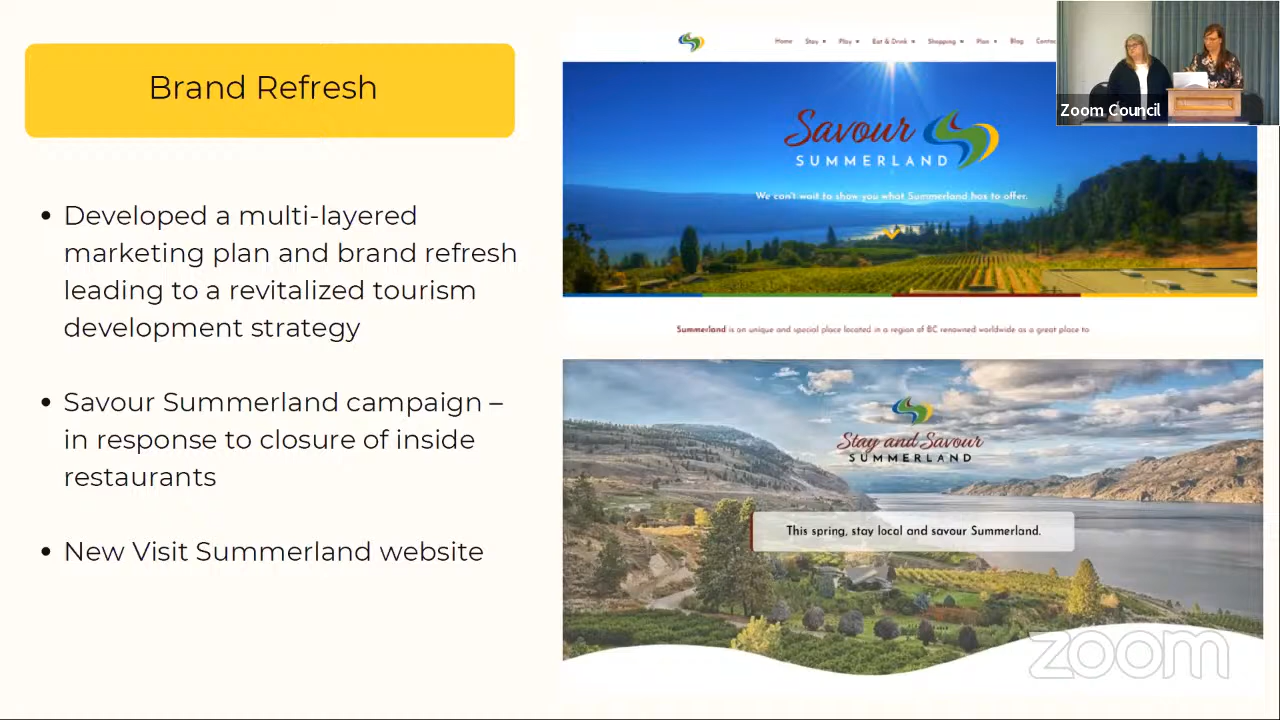 Brand Refresh
• Developed a multi-layered
marketing plan and brand refresh
leading to a revitalized tourism
development strategy
• Savour Summerland campaign –
in response to closure of inside
restaurants
• New Visit Summerland website
Home Stay Play Eat & Drink Shopping Plan Blog
Savour
SUMMERLAND
We can't wait to show you what Summerland has to offer.
Summerland is an unique and special place located in a region of BC renowned worldwide as a great place to
Stay and Savour
SUMMERLAND
This spring, stay local and savour Summerland.
Zoom Council
zoom